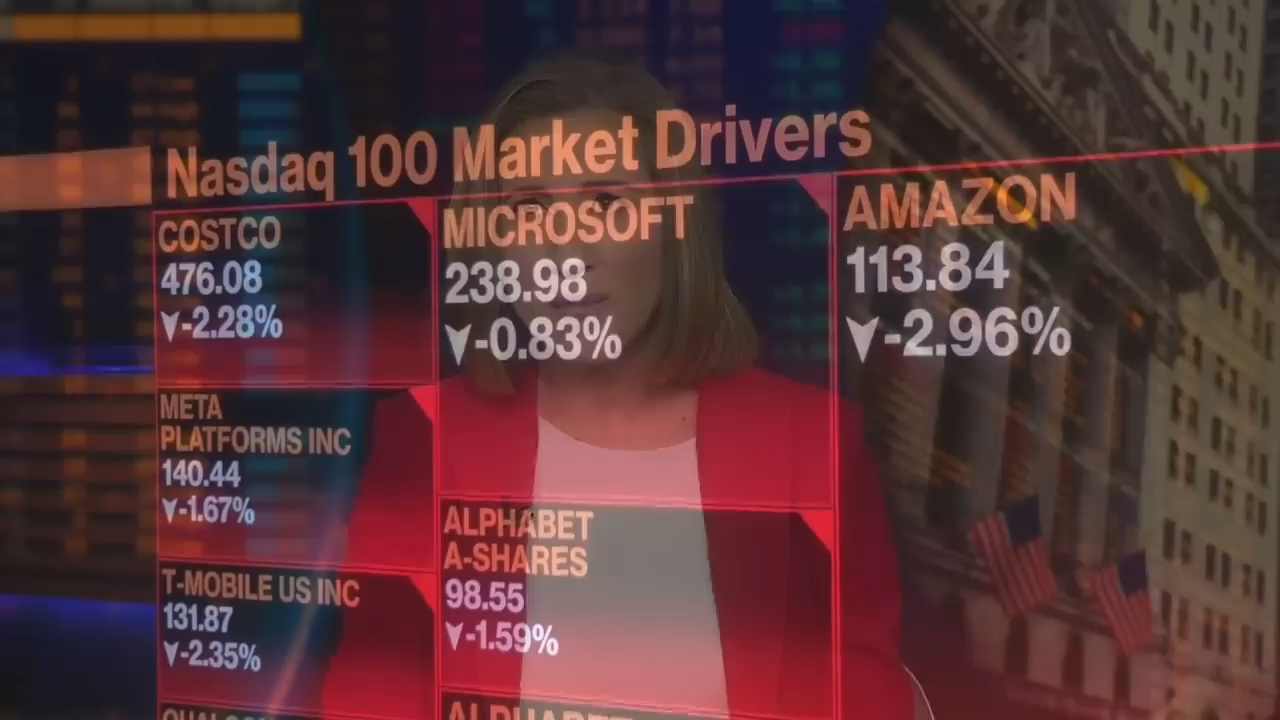 Nasdaq 100 Market Drivers
COSTCO
476.08
-2.28%
META
PLATFORMS INC
140.44
-1.67%
T-MOBILE US INC
131.87
-2.35%
MICROSOFT
238.98
-0.83%
ALPHABET
A-SHARES
98.55
-1.59%
ALPHABET
AMAZON
113.84
-2.96%